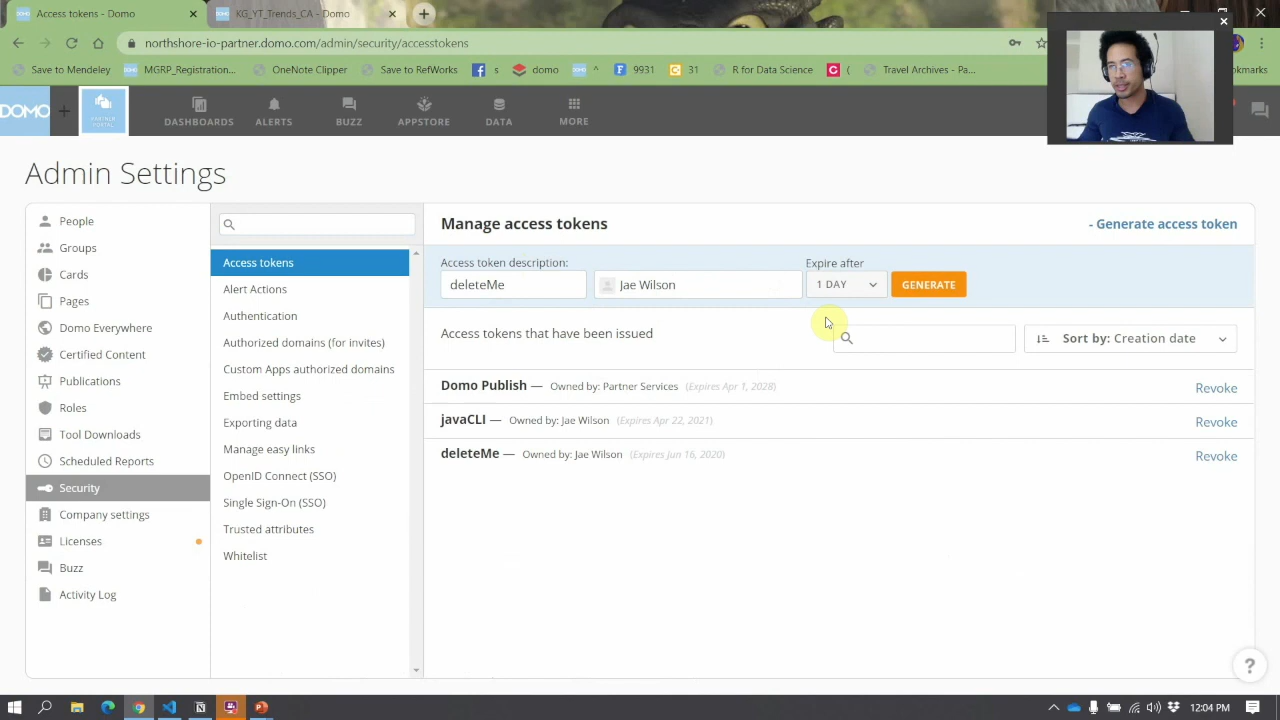 Access tokens - Domo
KG_YT_Trends_CA - Domo
northshore-io-partner.domo.com/admin/security/accesstokens
Save to Mendeley
MGRP_Registration...
OneNote Clipper
Save to RefWorks
s
domo
^
9931
31
R for Data Science
(
Travel Archives - Pa...
okmarks
DOMO
PARTNER PORTAL
DASHBOARDS
ALERTS
BUZZ
APPSTORE
DATA
MORE
Admin Settings
People
Groups
Cards
Pages
Domo Everywhere
Certified Content
Publications
Roles
Tool Downloads
Scheduled Reports
Security
Company settings
Licenses
Buzz
Activity Log
Access tokens
Alert Actions
Authentication
Authorized domains (for invites)
Custom Apps authorized domains
Embed settings
Exporting data
Manage easy links
OpenID Connect (SSO)
Single Sign-On (SSO)
Trusted attributes
Whitelist
Manage access tokens
- Generate access token
Access token description:
Expire after
deleteMe
Jae Wilson
1 DAY
GENERATE
Access tokens that have been issued
Sort by: Creation date
Domo Publish — Owned by: Partner Services (Expires Apr 1, 2028)
Revoke
javaCLI — Owned by: Jae Wilson (Expires Apr 22, 2021)
Revoke
deleteMe — Owned by: Jae Wilson (Expires Jun 16, 2020)
Revoke
?
12:04 PM